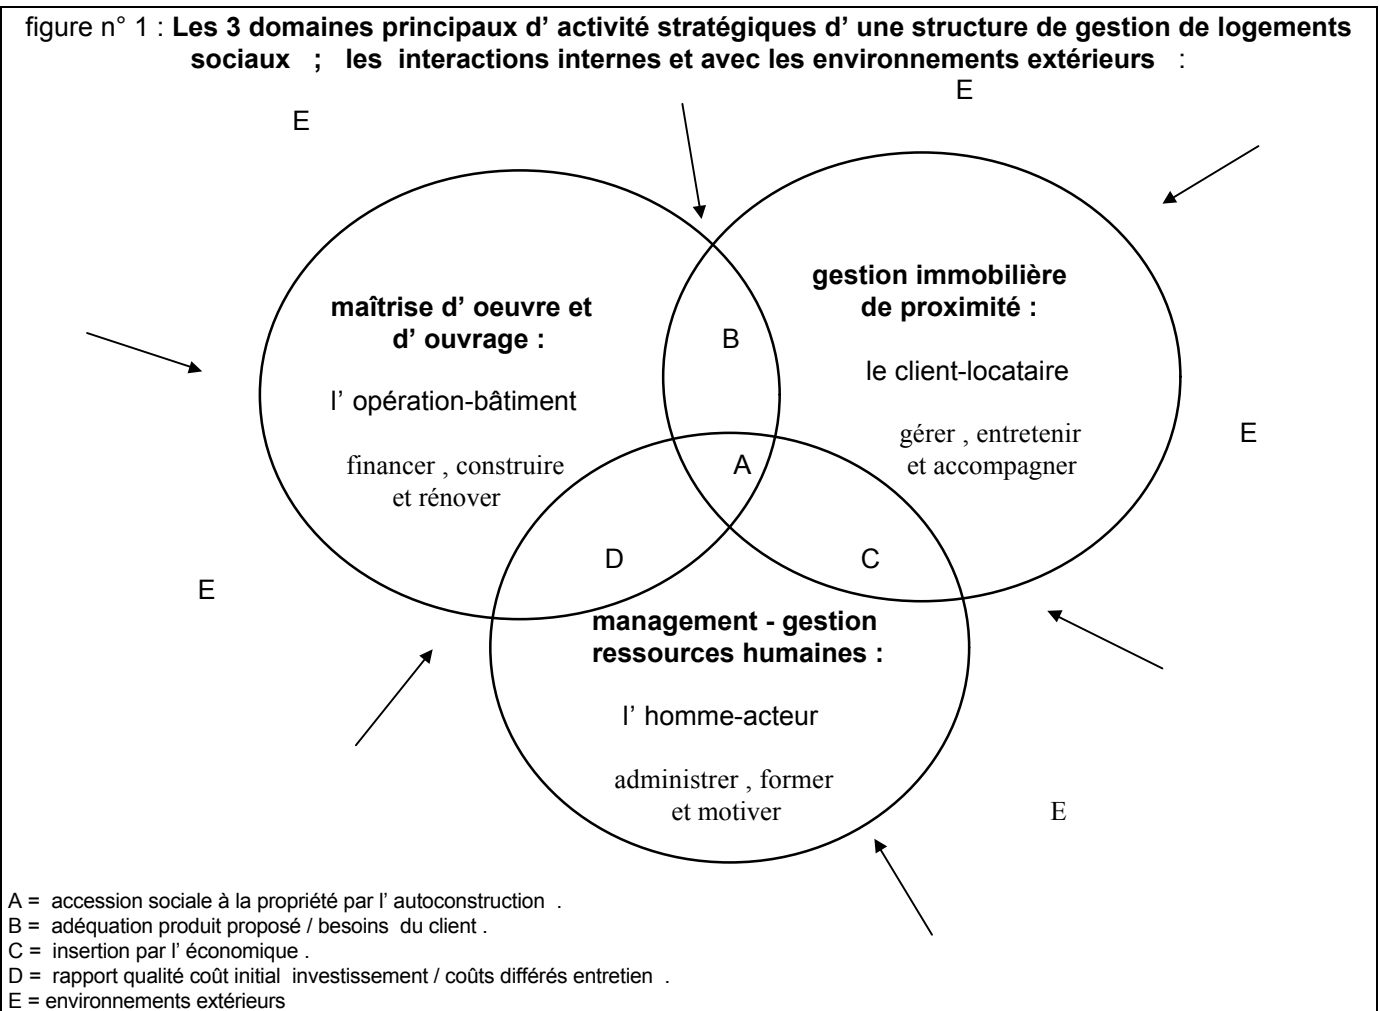 figure n° 1 : Les 3 domaines principaux d’ activité stratégiques d’ une structure de gestion de logements
sociaux ; les interactions internes et avec les environnements extérieurs :
E
E
maîtrise d’ oeuvre et
d’ ouvrage :
l’ opération-bâtiment
financer , construire
et rénover
B
gestion immobilière
de proximité :
le client-locataire
gérer , entretenir
et accompagner
E
A
D
C
E
management - gestion
ressources humaines :
l’ homme-acteur
administrer , former
et motiver
E
A = accession sociale à la propriété par l’ autoconstruction .
B = adéquation produit proposé / besoins du client .
C = insertion par l’ économique .
D = rapport qualité coût initial investissement / coûts différés entretien .
E = environnements extérieurs